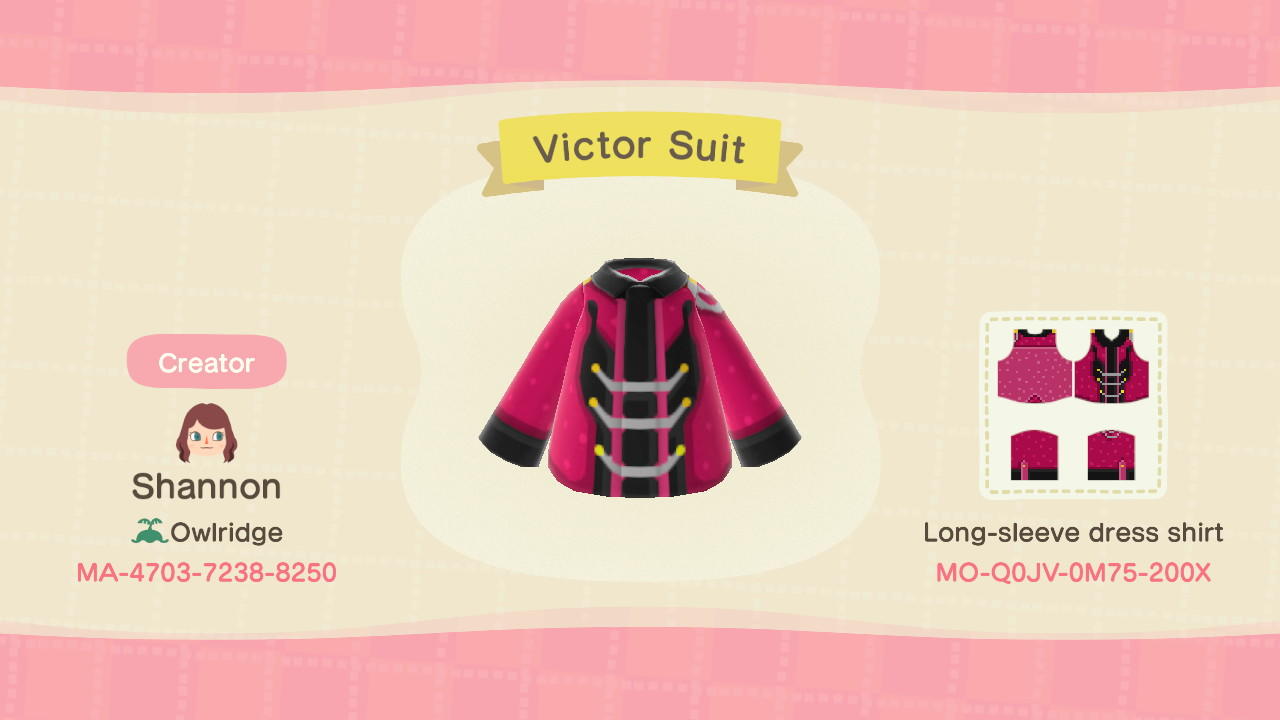 Victor Suit
Creator
Shannon
Owlridge
MA-4703-7238-8250
Long-sleeve dress shirt
MO-Q0JV-0M75-200X